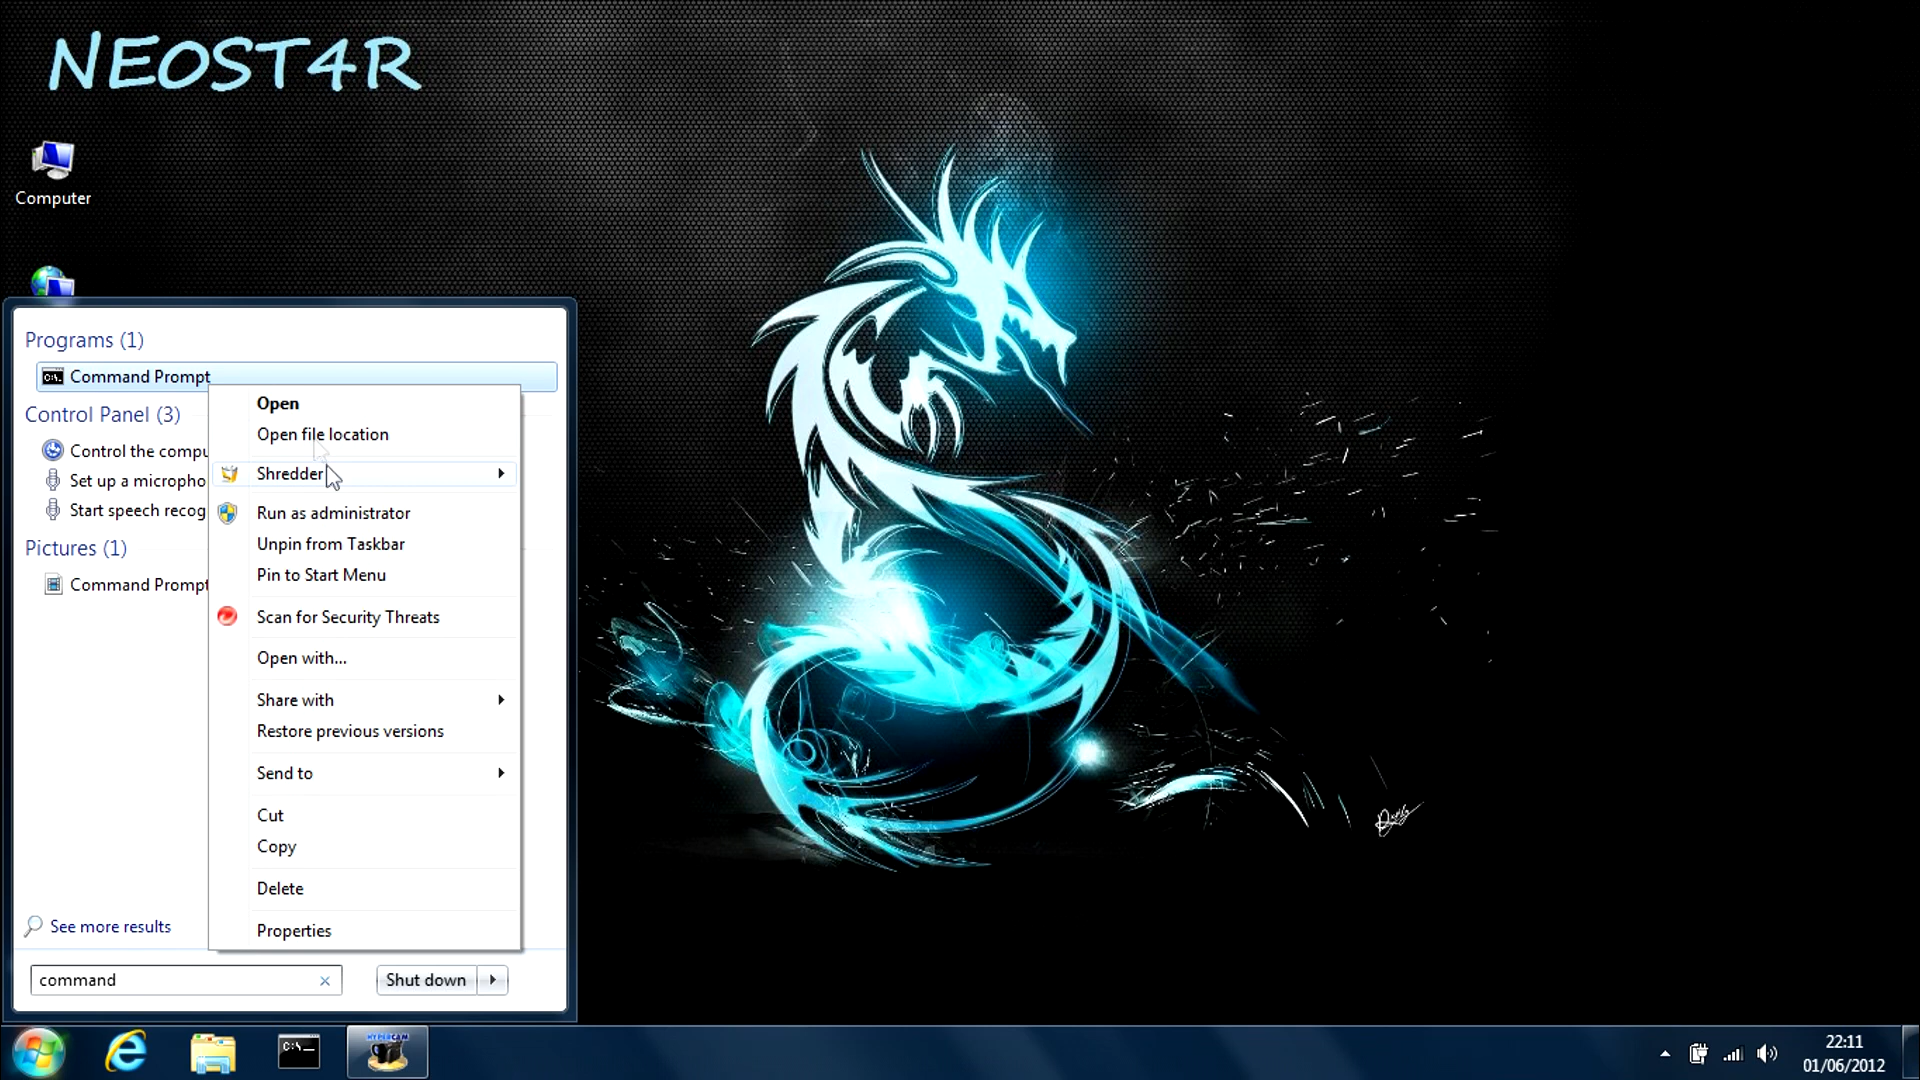 NEOST4R
Computer
Programs (1)
Command Prompt
Control Panel (3)
Control the compu
Set up a micropho
Start speech recog
Pictures (1)
Command Prompt
See more results
Open
Open file location
Shredder
Run as administrator
Unpin from Taskbar
Pin to Start Menu
Scan for Security Threats
Open with...
Share with
Restore previous versions
Send to
Cut
Copy
Delete
Properties
command
Shut down
C:\_
HYPERCAM
22:11
01/06/2012